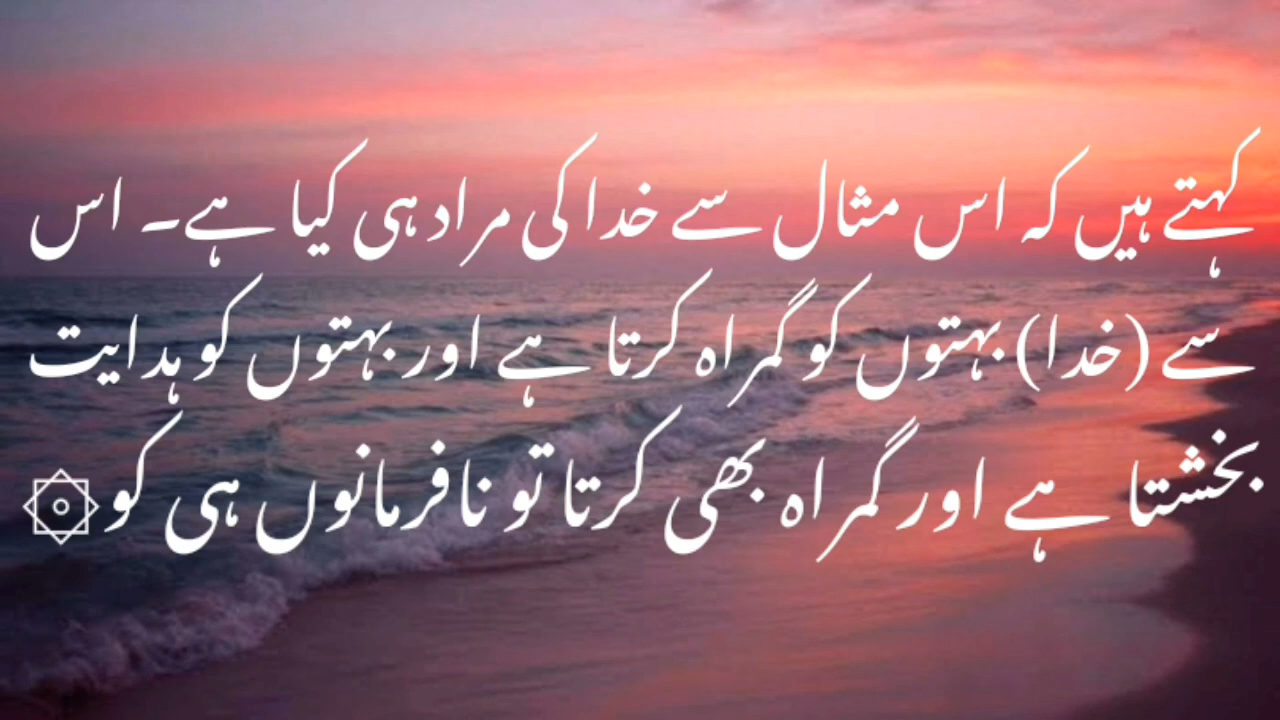 کہتے ہیں کہ اس مثال سے خدا کی مراد ہی کیا ہے۔ اس
سے (خدا) بہتوں کو گمراہ کرتا ہے اور بہتوں کو ہدایت
بخشتا ہے اور گمراہ بھی کرتا تو نافرمانوں ہی کو ۞